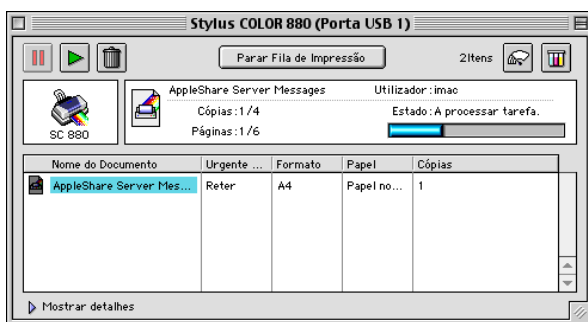 Stylus COLOR 880 (Porta USB 1)
Parar Fila de Impressão
2Itens
SC 880
AppleShare Server Messages
Utilizador:imac
Cópias:1/4
Estado:A processar tarefa.
Páginas:1/6
Nome do Documento Urgente ... Formato Papel Cópias
AppleShare Server Mes... Reter A4 Papel no... 1
Mostrar detalhes